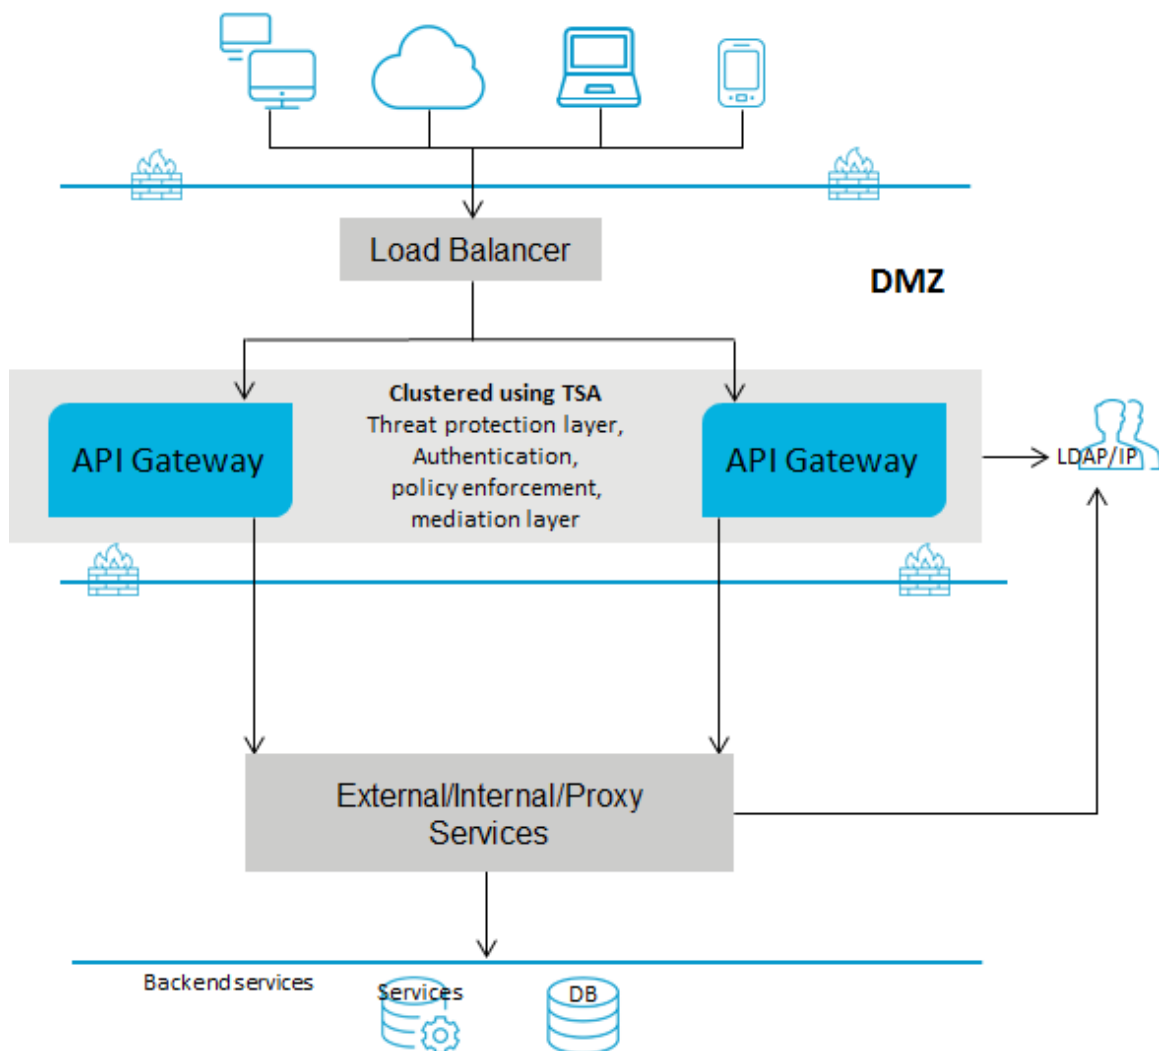 Load Balancer
DMZ
Clustered using TSA
Threat protection layer,
Authentication,
policy enforcement,
mediation layer
API Gateway
API Gateway
LDAP/IP
External/Internal/Proxy
Services
Backend services
Services
DB